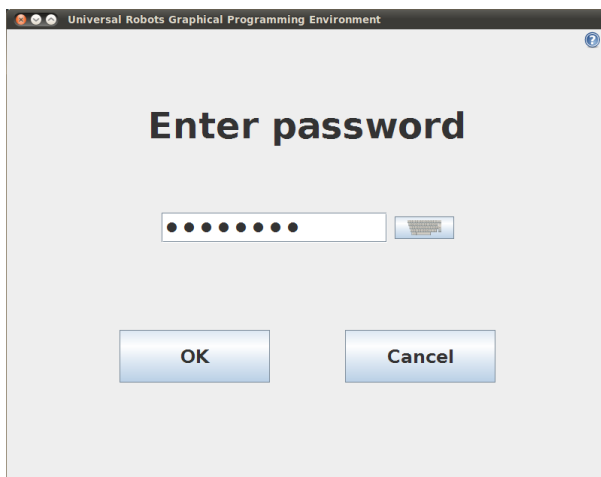 Universal Robots Graphical Programming Environment
?
Enter password
●●●●●●●●
OK
Cancel